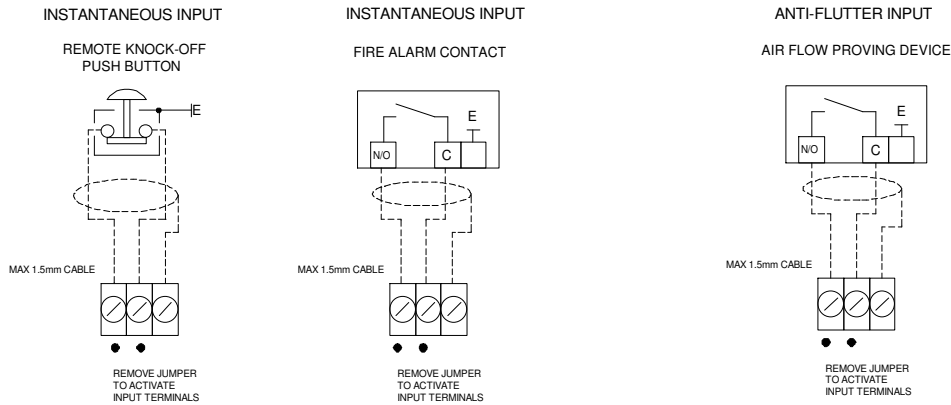 INSTANTANEOUS INPUT
REMOTE KNOCK-OFF
PUSH BUTTON
E
MAX 1.5mm CABLE
REMOVE JUMPER
TO ACTIVATE
INPUT TERMINALS
INSTANTANEOUS INPUT
FIRE ALARM CONTACT
E
N/O
C
MAX 1.5mm CABLE
REMOVE JUMPER
TO ACTIVATE
INPUT TERMINALS
ANTI-FLUTTER INPUT
AIR FLOW PROVING DEVICE
E
N/O
C
MAX 1.5mm CABLE
REMOVE JUMPER
TO ACTIVATE
INPUT TERMINALS